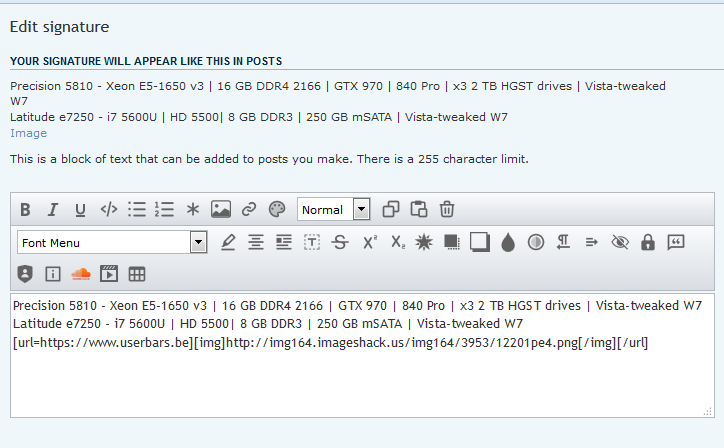 Edit signature
YOUR SIGNATURE WILL APPEAR LIKE THIS IN POSTS
Precision 5810 - Xeon E5-1650 v3 | 16 GB DDR4 2166 | GTX 970 | 840 Pro | x3 2 TB HGST drives | Vista-tweaked
W7
Latitude e7250 - i7 5600U | HD 5500| 8 GB DDR3 | 250 GB mSATA | Vista-tweaked W7
Image
This is a block of text that can be added to posts you make. There is a 255 character limit.
Normal
Font Menu
Precision 5810 - Xeon E5-1650 v3 | 16 GB DDR4 2166 | GTX 970 | 840 Pro | x3 2 TB HGST drives | Vista-tweaked W7
Latitude e7250 - i7 5600U | HD 5500| 8 GB DDR3 | 250 GB mSATA | Vista-tweaked W7
[url=https://www.userbars.be][img]http://img164.imageshack.us/img164/3953/12201pe4.png[/img][/url]